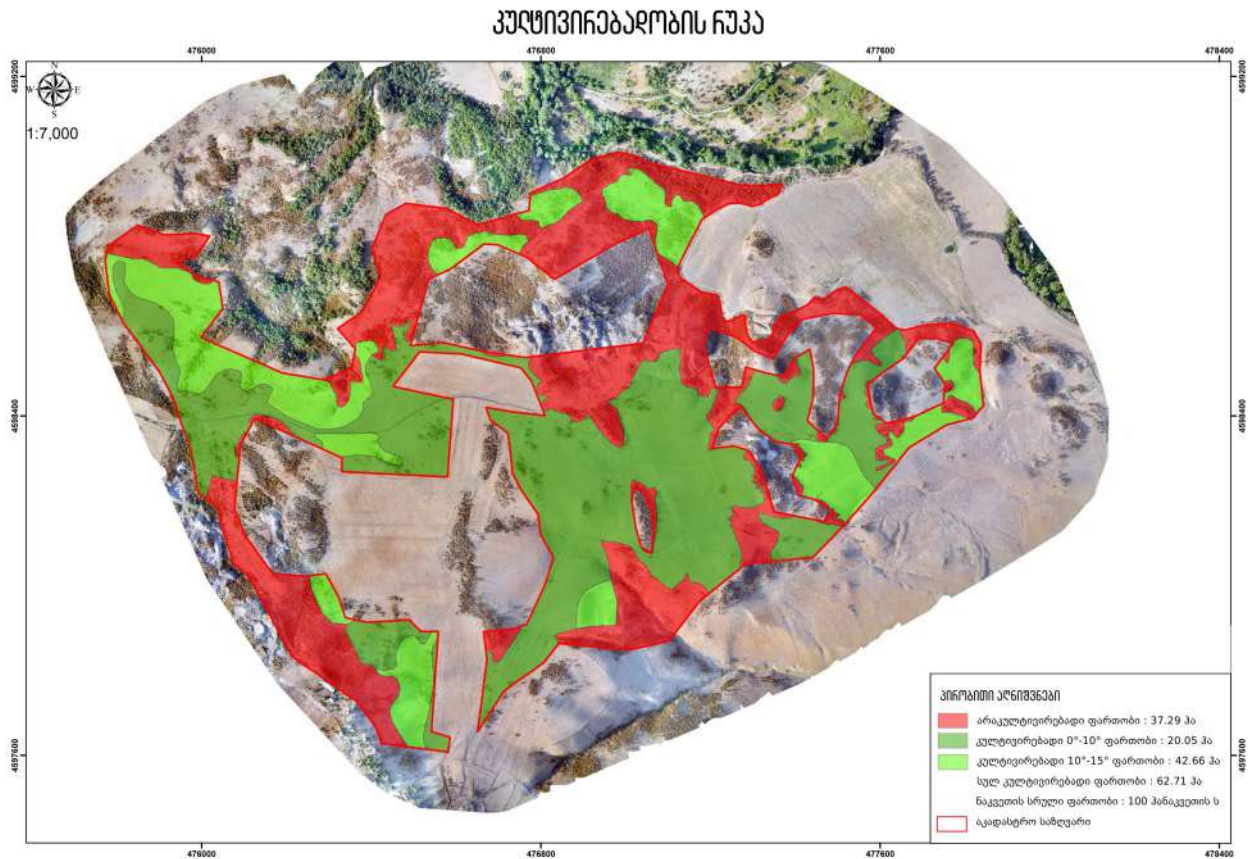 კულტივირებადობის რუკა
476000 476800 477600 478400
4599200 4599200
N
W E
S
1:7,000
4598400 4598400
4597600 4597600
პირობითი აღნიშვნები
არაკულტივირებადი ფართობი : 37.29 ჰა
კულტივირებადი 0°-10° ფართობი : 20.05 ჰა
კულტივირებადი 10°-15° ფართობი : 42.66 ჰა
სულ კულტივირებადი ფართობი : 62.71 ჰა
ნაკვეთის სრული ფართობი : 100 ჰანაკვეთის ს
აკადასტრო საზღვარი
476000 476800 477600 478400